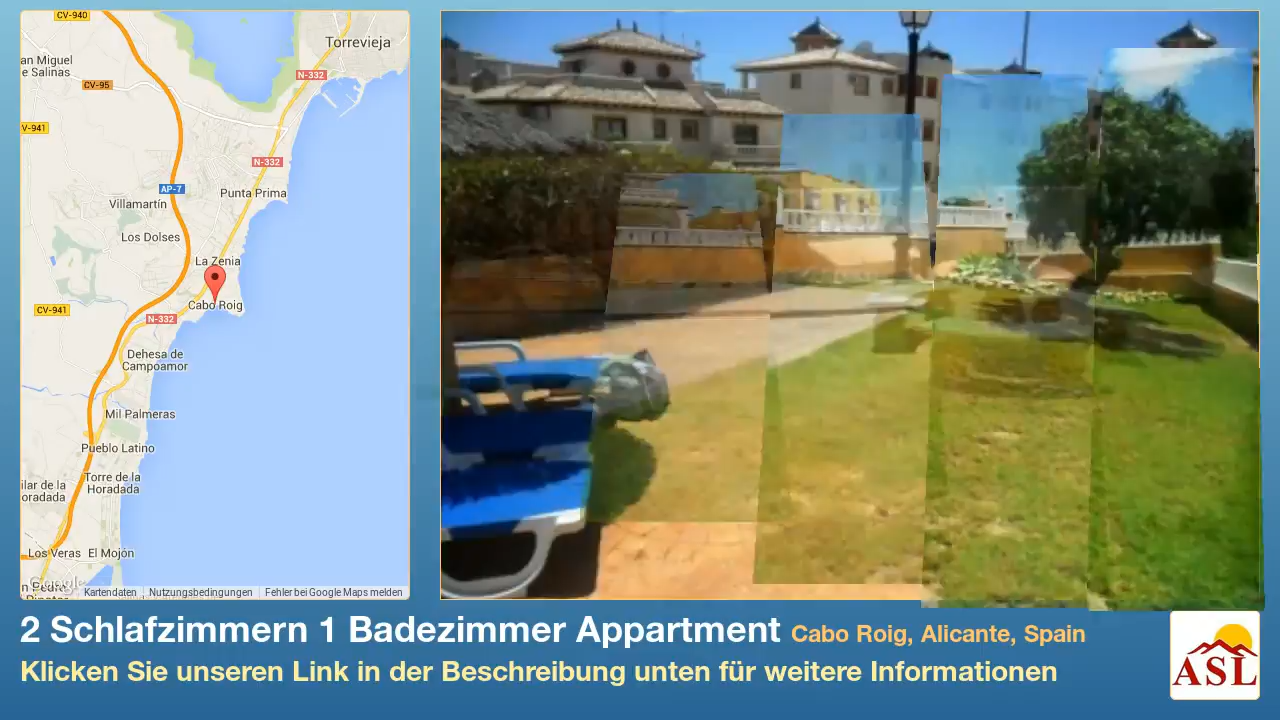 CV-940
Torrevieja
an Miguel
e Salinas
N-332
CV-95
V-941
N-332
AP-7
Punta Prima
Villamartín
Los Dolses
La Zenia
Cabo Roig
CV-941
N-332
Dehesa de
Campoamor
Mil Palmeras
Pueblo Latino
Torre de la
Horadada
ilar de la
oradada
Los Veras
El Mojón
Google
n Pedro
Kartendaten
Nutzungsbedingungen
Fehler bei Google Maps melden
2 Schlafzimmern 1 Badezimmer Appartment Cabo Roig, Alicante, Spain
Klicken Sie unseren Link in der Beschreibung unten für weitere Informationen
ASL